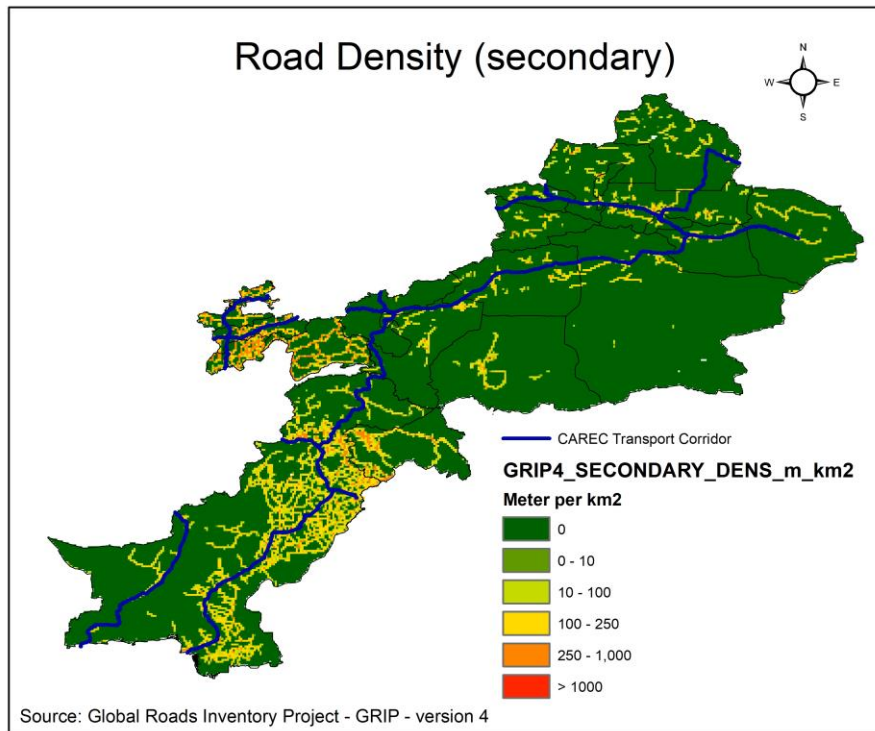 Road Density (secondary)
N
W E
S
CAREC Transport Corridor
GRIP4_SECONDARY_DENS_m_km2
Meter per km2
0
0 - 10
10 - 100
100 - 250
250 - 1,000
> 1000
Source: Global Roads Inventory Project - GRIP - version 4